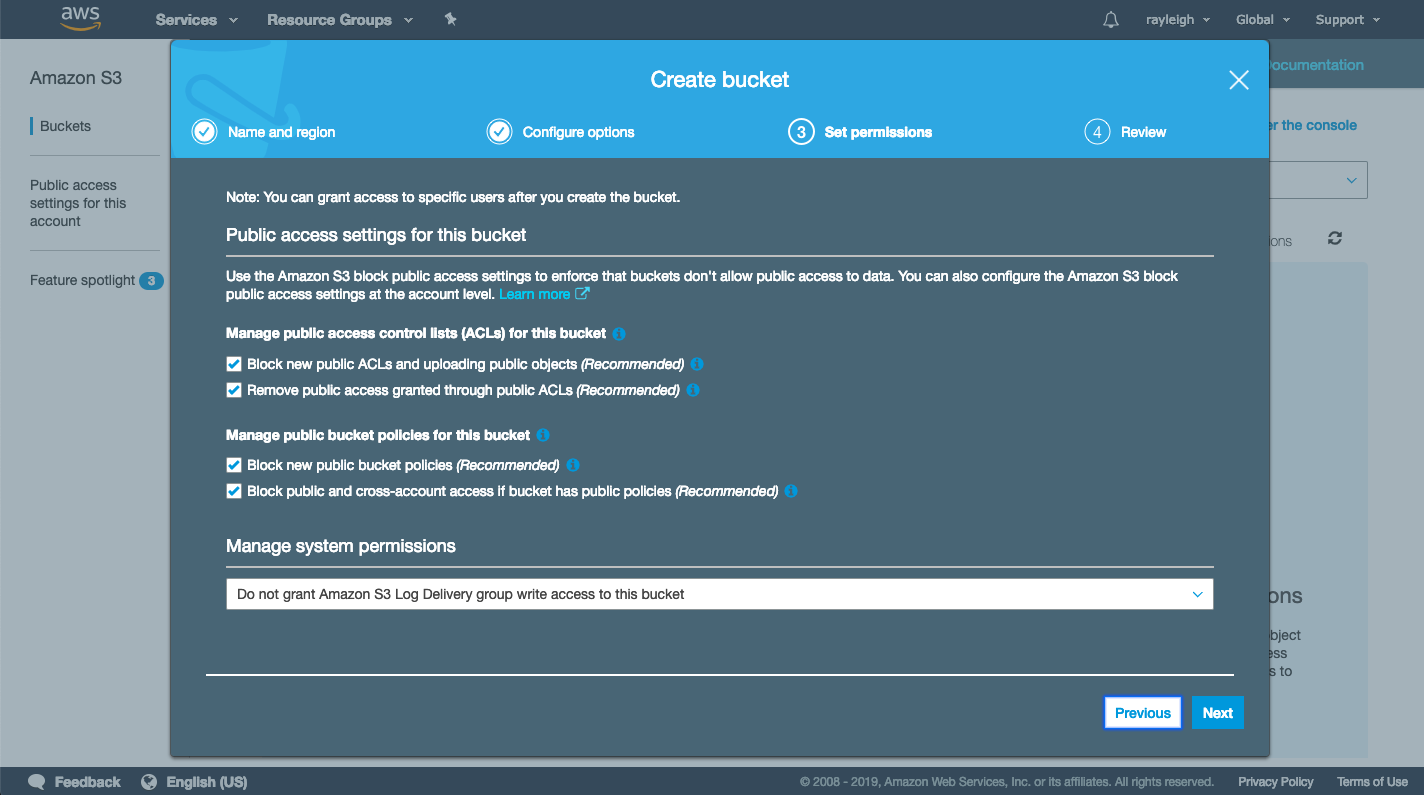 aws Services Resource Groups rayleigh Global Support
Amazon S3
Buckets
Public access
settings for this
account
Feature spotlight 3
Documentation
er the console
ions
ons
bject
ess
s to
Create bucket
Name and region Configure options 3 Set permissions 4 Review
Note: You can grant access to specific users after you create the bucket.
Public access settings for this bucket
Use the Amazon S3 block public access settings to enforce that buckets don't allow public access to data. You can also configure the Amazon S3 block
public access settings at the account level. Learn more
Manage public access control lists (ACLs) for this bucket
Block new public ACLs and uploading public objects (Recommended)
Remove public access granted through public ACLs (Recommended)
Manage public bucket policies for this bucket
Block new public bucket policies (Recommended)
Block public and cross-account access if bucket has public policies (Recommended)
Manage system permissions
Do not grant Amazon S3 Log Delivery group write access to this bucket
Previous Next
Feedback English (US) © 2008 - 2019, Amazon Web Services, Inc. or its affiliates. All rights reserved. Privacy Policy Terms of Use